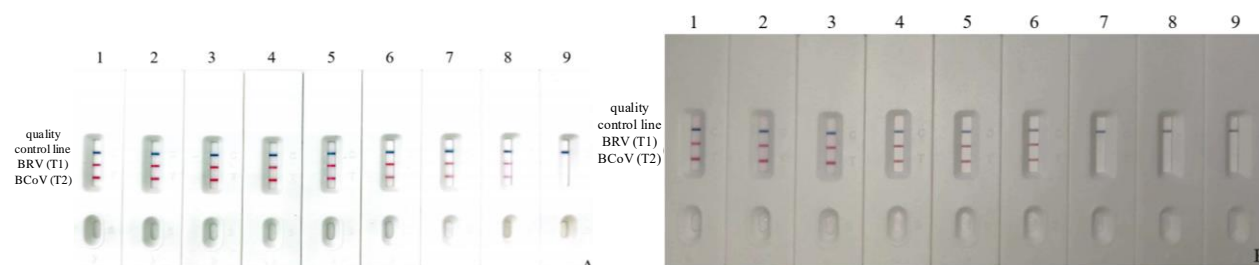 1 2 3 4 5 6 7 8 9
quality
control line
BRV (T1)
BCoV (T2)
1 2 3 4 5 6 7 8 9
quality
control line
BRV (T1)
BCoV (T2)